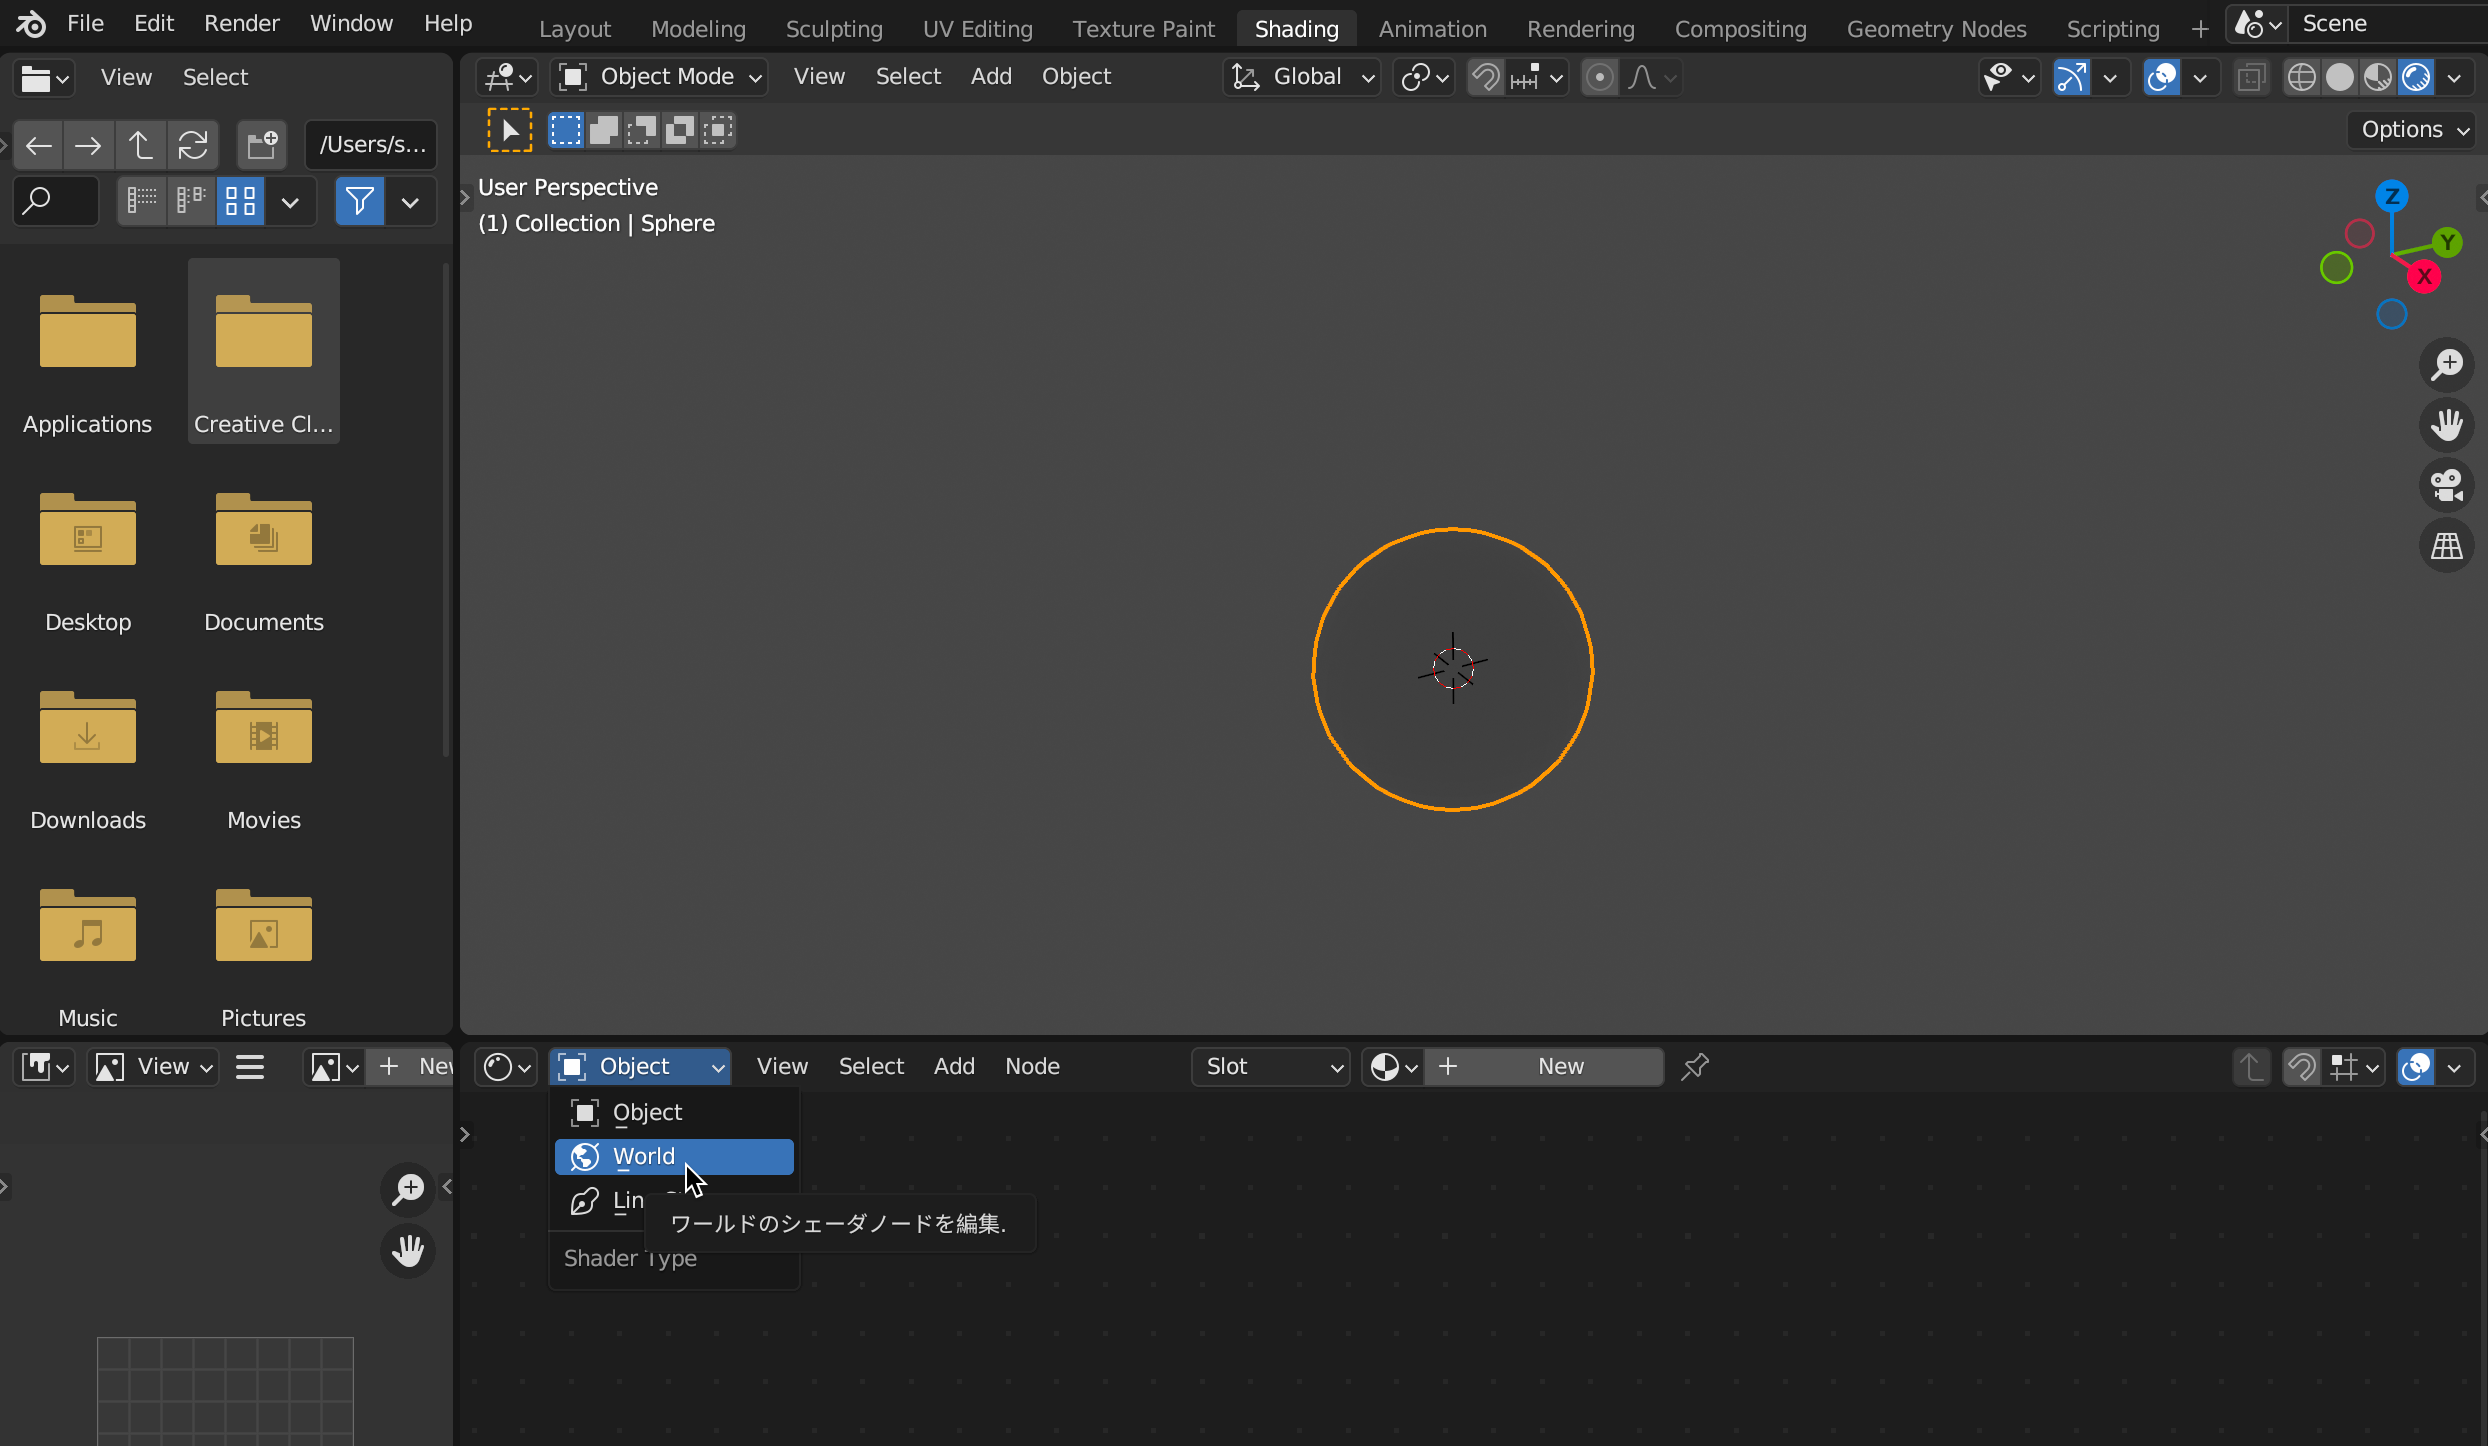 File Edit Render Window Help Layout Modeling Sculpting UV Editing Texture Paint Shading Animation Rendering Compositing Geometry Nodes Scripting + Scene
View Select
Object Mode View Select Add Object Global
/Users/s...
Options
User Perspective
(1) Collection | Sphere
Z
Y
X
Applications
Creative Cl...
Desktop
Documents
Downloads
Movies
Music
Pictures
View
+ New
Object View Select Add Node Slot + New
Object
World
Lin
ワールドのシェーダノードを編集.
Shader Type